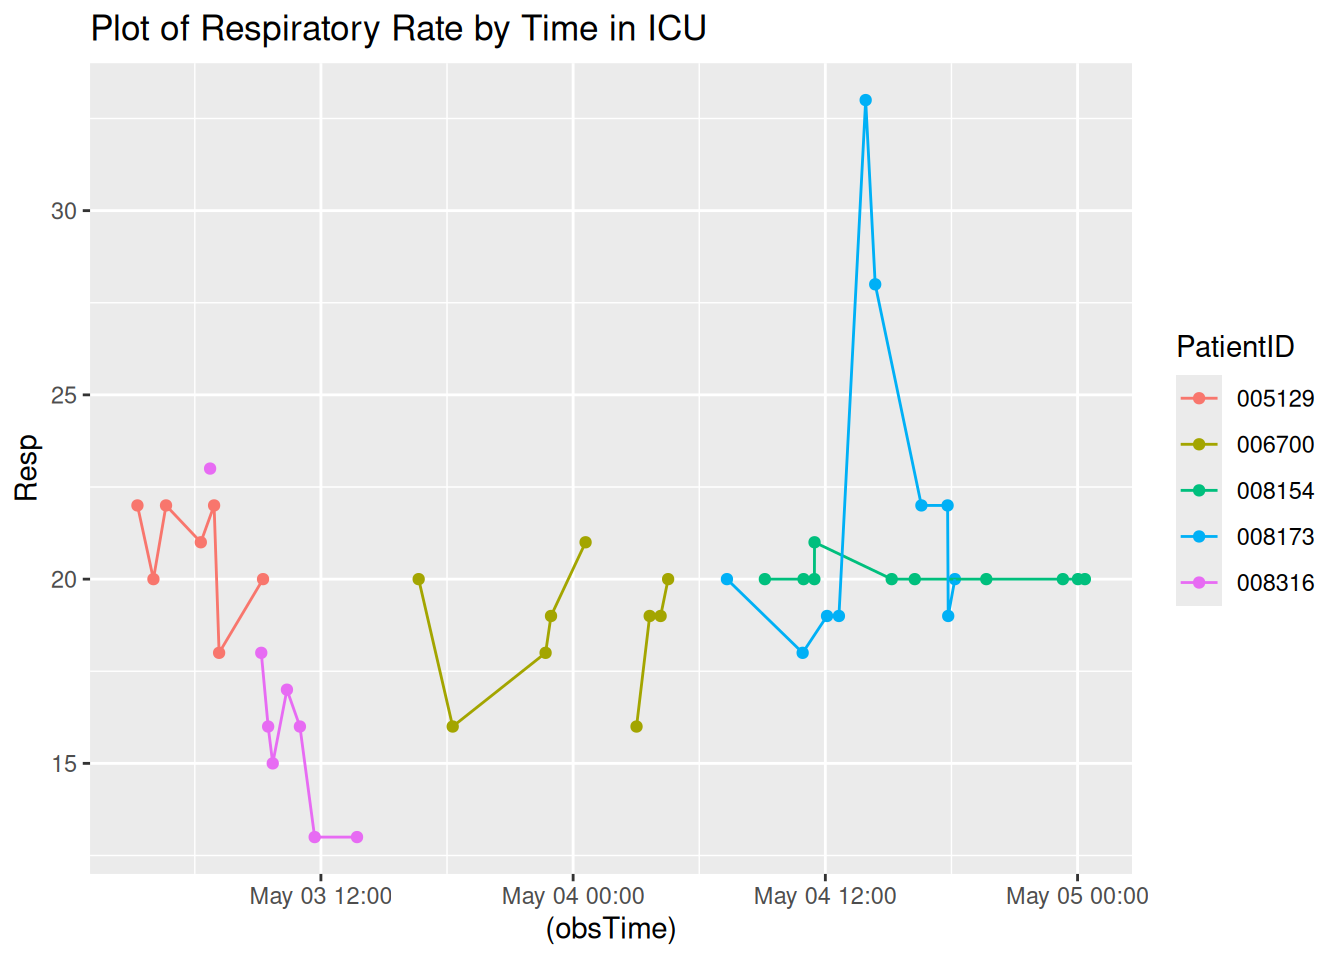 Plot of Respiratory Rate by Time in ICU
Resp
30
25
20
15
May 03 12:00
May 04 00:00
May 04 12:00
May 05 00:00
(obsTime)
PatientID
005129
006700
008154
008173
008316